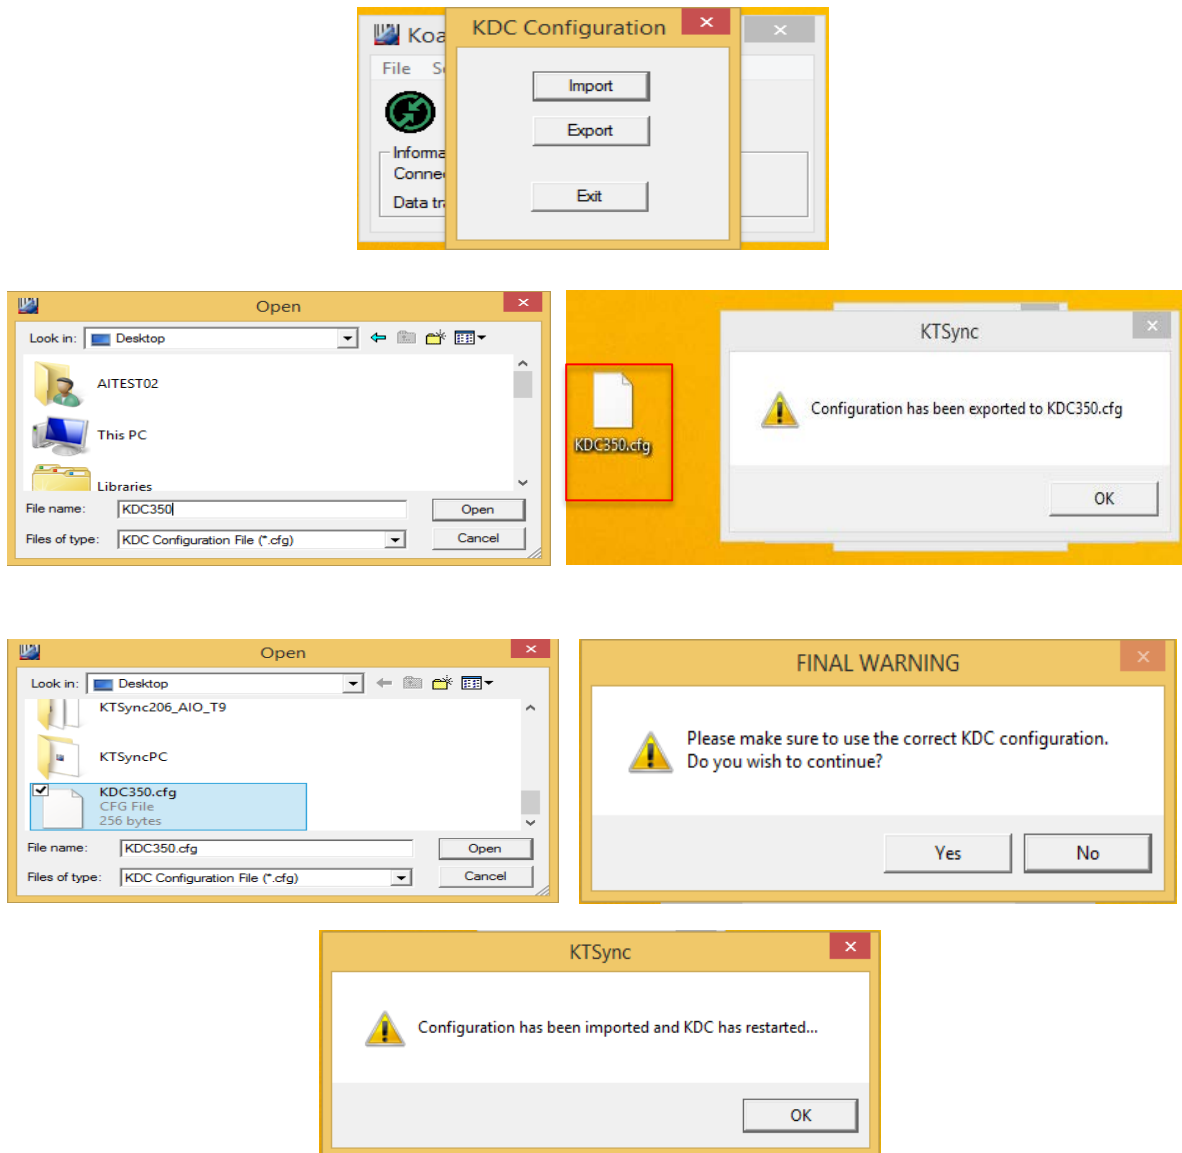 Koa
KDC Configuration
File
Import
Export
Informa
Connec
Data tr
Exit
Open
Look in:
Desktop
AITEST02
This PC
Libraries
File name:
KDC350
Open
Files of type:
KDC Configuration File (*.cfg)
Cancel
KTSync
KDC350.cfg
Configuration has been exported to KDC350.cfg
OK
Open
Look in:
Desktop
KTSync206_AIO_T9
KTSyncPC
KDC350.cfg
CFG File
256 bytes
File name:
KDC350.cfg
Open
Files of type:
KDC Configuration File (*.cfg)
Cancel
FINAL WARNING
Please make sure to use the correct KDC configuration.
Do you wish to continue?
Yes
No
KTSync
Configuration has been imported and KDC has restarted...
OK